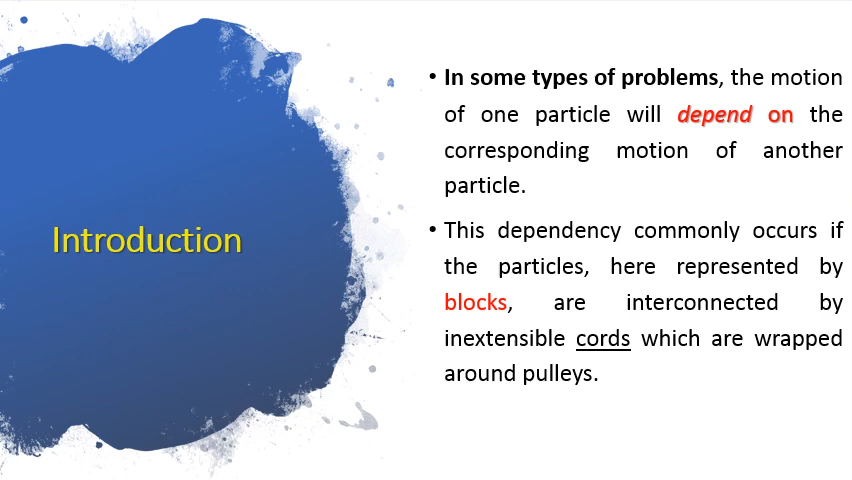 Introduction
• In some types of problems, the motion
of one particle will depend on the
corresponding motion of another
particle.
• This dependency commonly occurs if
the particles, here represented by
blocks, are interconnected by
inextensible cords which are wrapped
around pulleys.